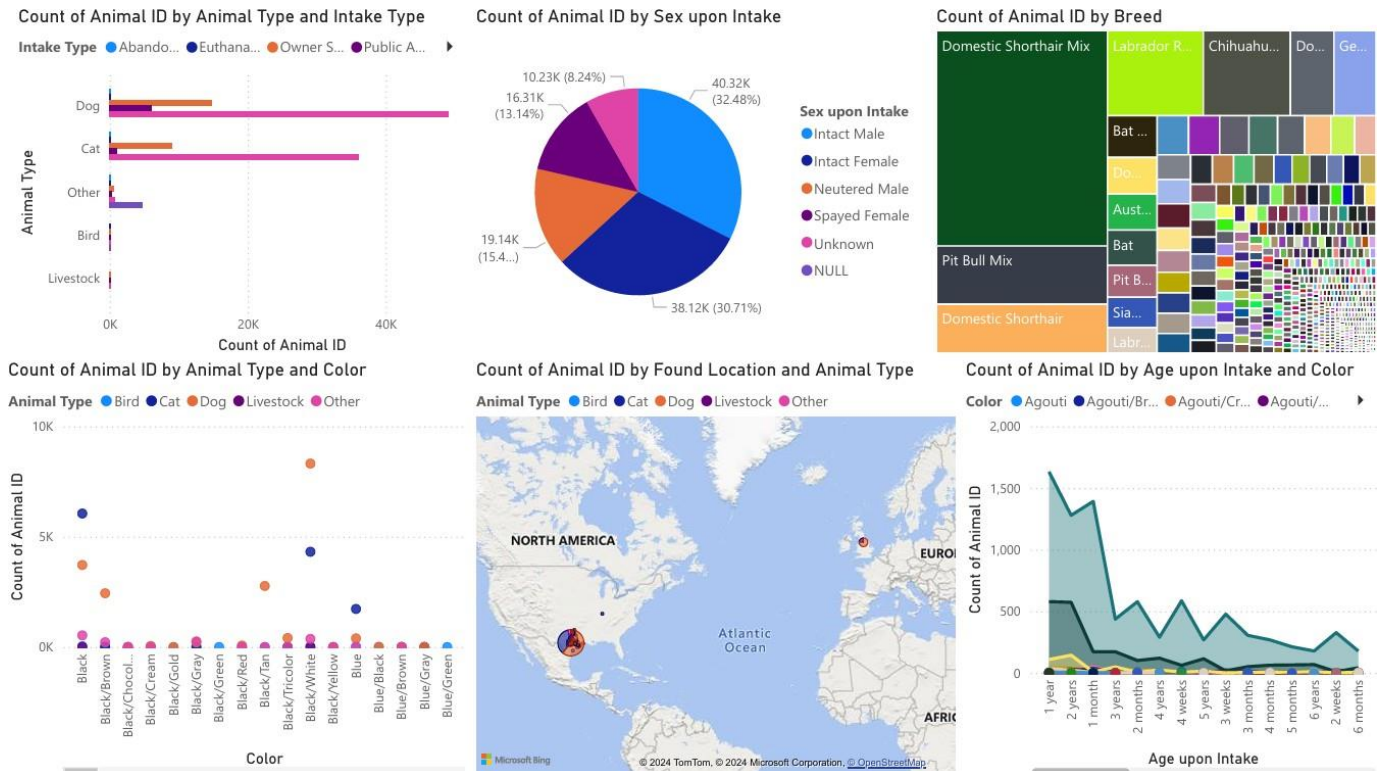 Count of Animal ID by Animal Type and Intake Type
Intake Type Abando... Euthana... Owner S... Public A...
Animal Type
Dog
Cat
Other
Bird
Livestock
0K 20K 40K
Count of Animal ID
Count of Animal ID by Sex upon Intake
10.23K (8.24%)
40.32K
(32.48%)
16.31K
(13.14%)
19.14K
(15.4...)
38.12K (30.71%)
Sex upon Intake
Intact Male
Intact Female
Neutered Male
Spayed Female
Unknown
NULL
Count of Animal ID by Breed
Domestic Shorthair Mix
Labrador R...
Chihuahu...
Do...
Ge...
Bat ...
Do...
Aust...
Bat
Pit Bull Mix
Pit B...
Domestic Shorthair
Sia...
Labr...
Count of Animal ID by Animal Type and Color
Animal Type Bird Cat Dog Livestock Other
Count of Animal ID
10K
5K
0K
Black
Black/Brown
Black/Chocol...
Black/Cream
Black/Gold
Black/Gray
Black/Green
Black/Red
Black/Tan
Black/Tricolor
Black/White
Black/Yellow
Blue
Blue/Black
Blue/Brown
Blue/Gray
Blue/Green
Color
Count of Animal ID by Found Location and Animal Type
Animal Type Bird Cat Dog Livestock Other
NORTH AMERICA
EURO
Atlantic
Ocean
AFRIC
Microsoft Bing
© 2024 TomTom, © 2024 Microsoft Corporation, © OpenStreetMap
Count of Animal ID by Age upon Intake and Color
Color Agouti Agouti/Br... Agouti/Cr... Agouti/...
Count of Animal ID
2,000
1,500
1,000
500
0
1 year
2 years
1 month
3 years
2 months
4 years
4 weeks
5 years
3 weeks
3 months
4 months
5 months
6 years
2 weeks
6 months
Age upon Intake